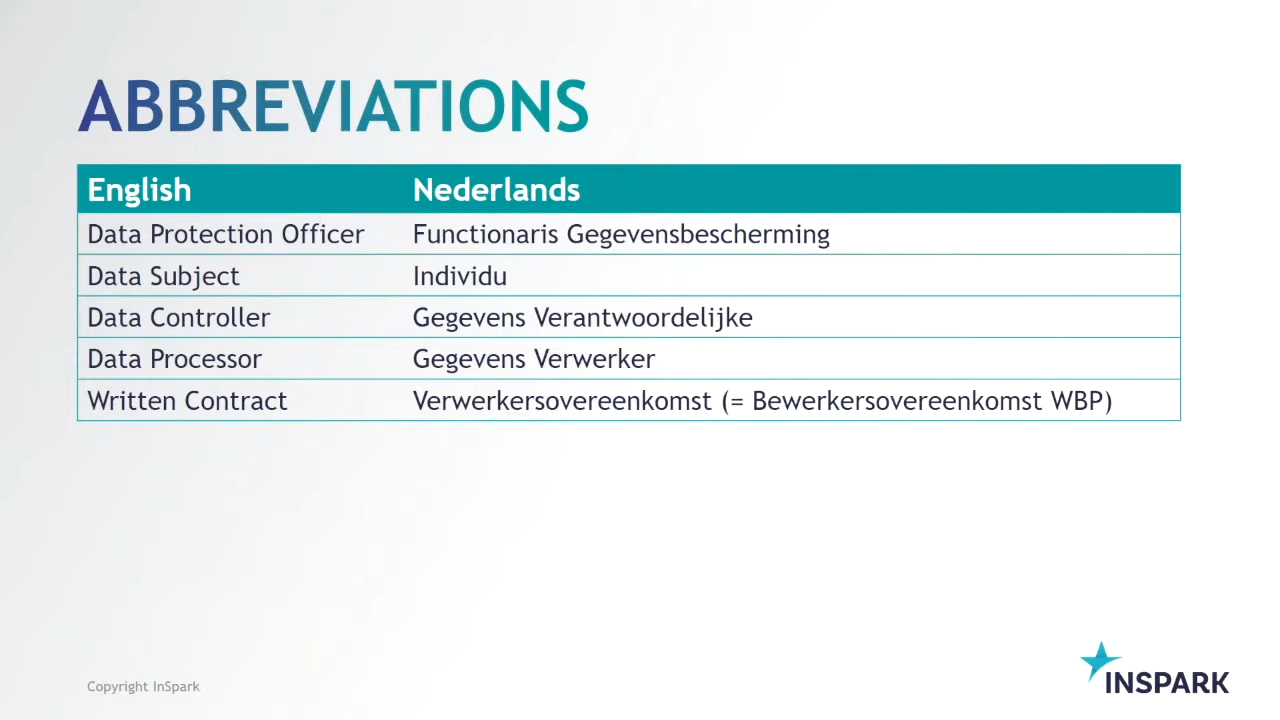 ABBREVIATIONS
English Nederlands
Data Protection Officer Functionaris Gegevensbescherming
Data Subject Individu
Data Controller Gegevens Verantwoordelijke
Data Processor Gegevens Verwerker
Written Contract Verwerkersovereenkomst (= Bewerkersovereenkomst WBP)
Copyright InSpark
INSPARK